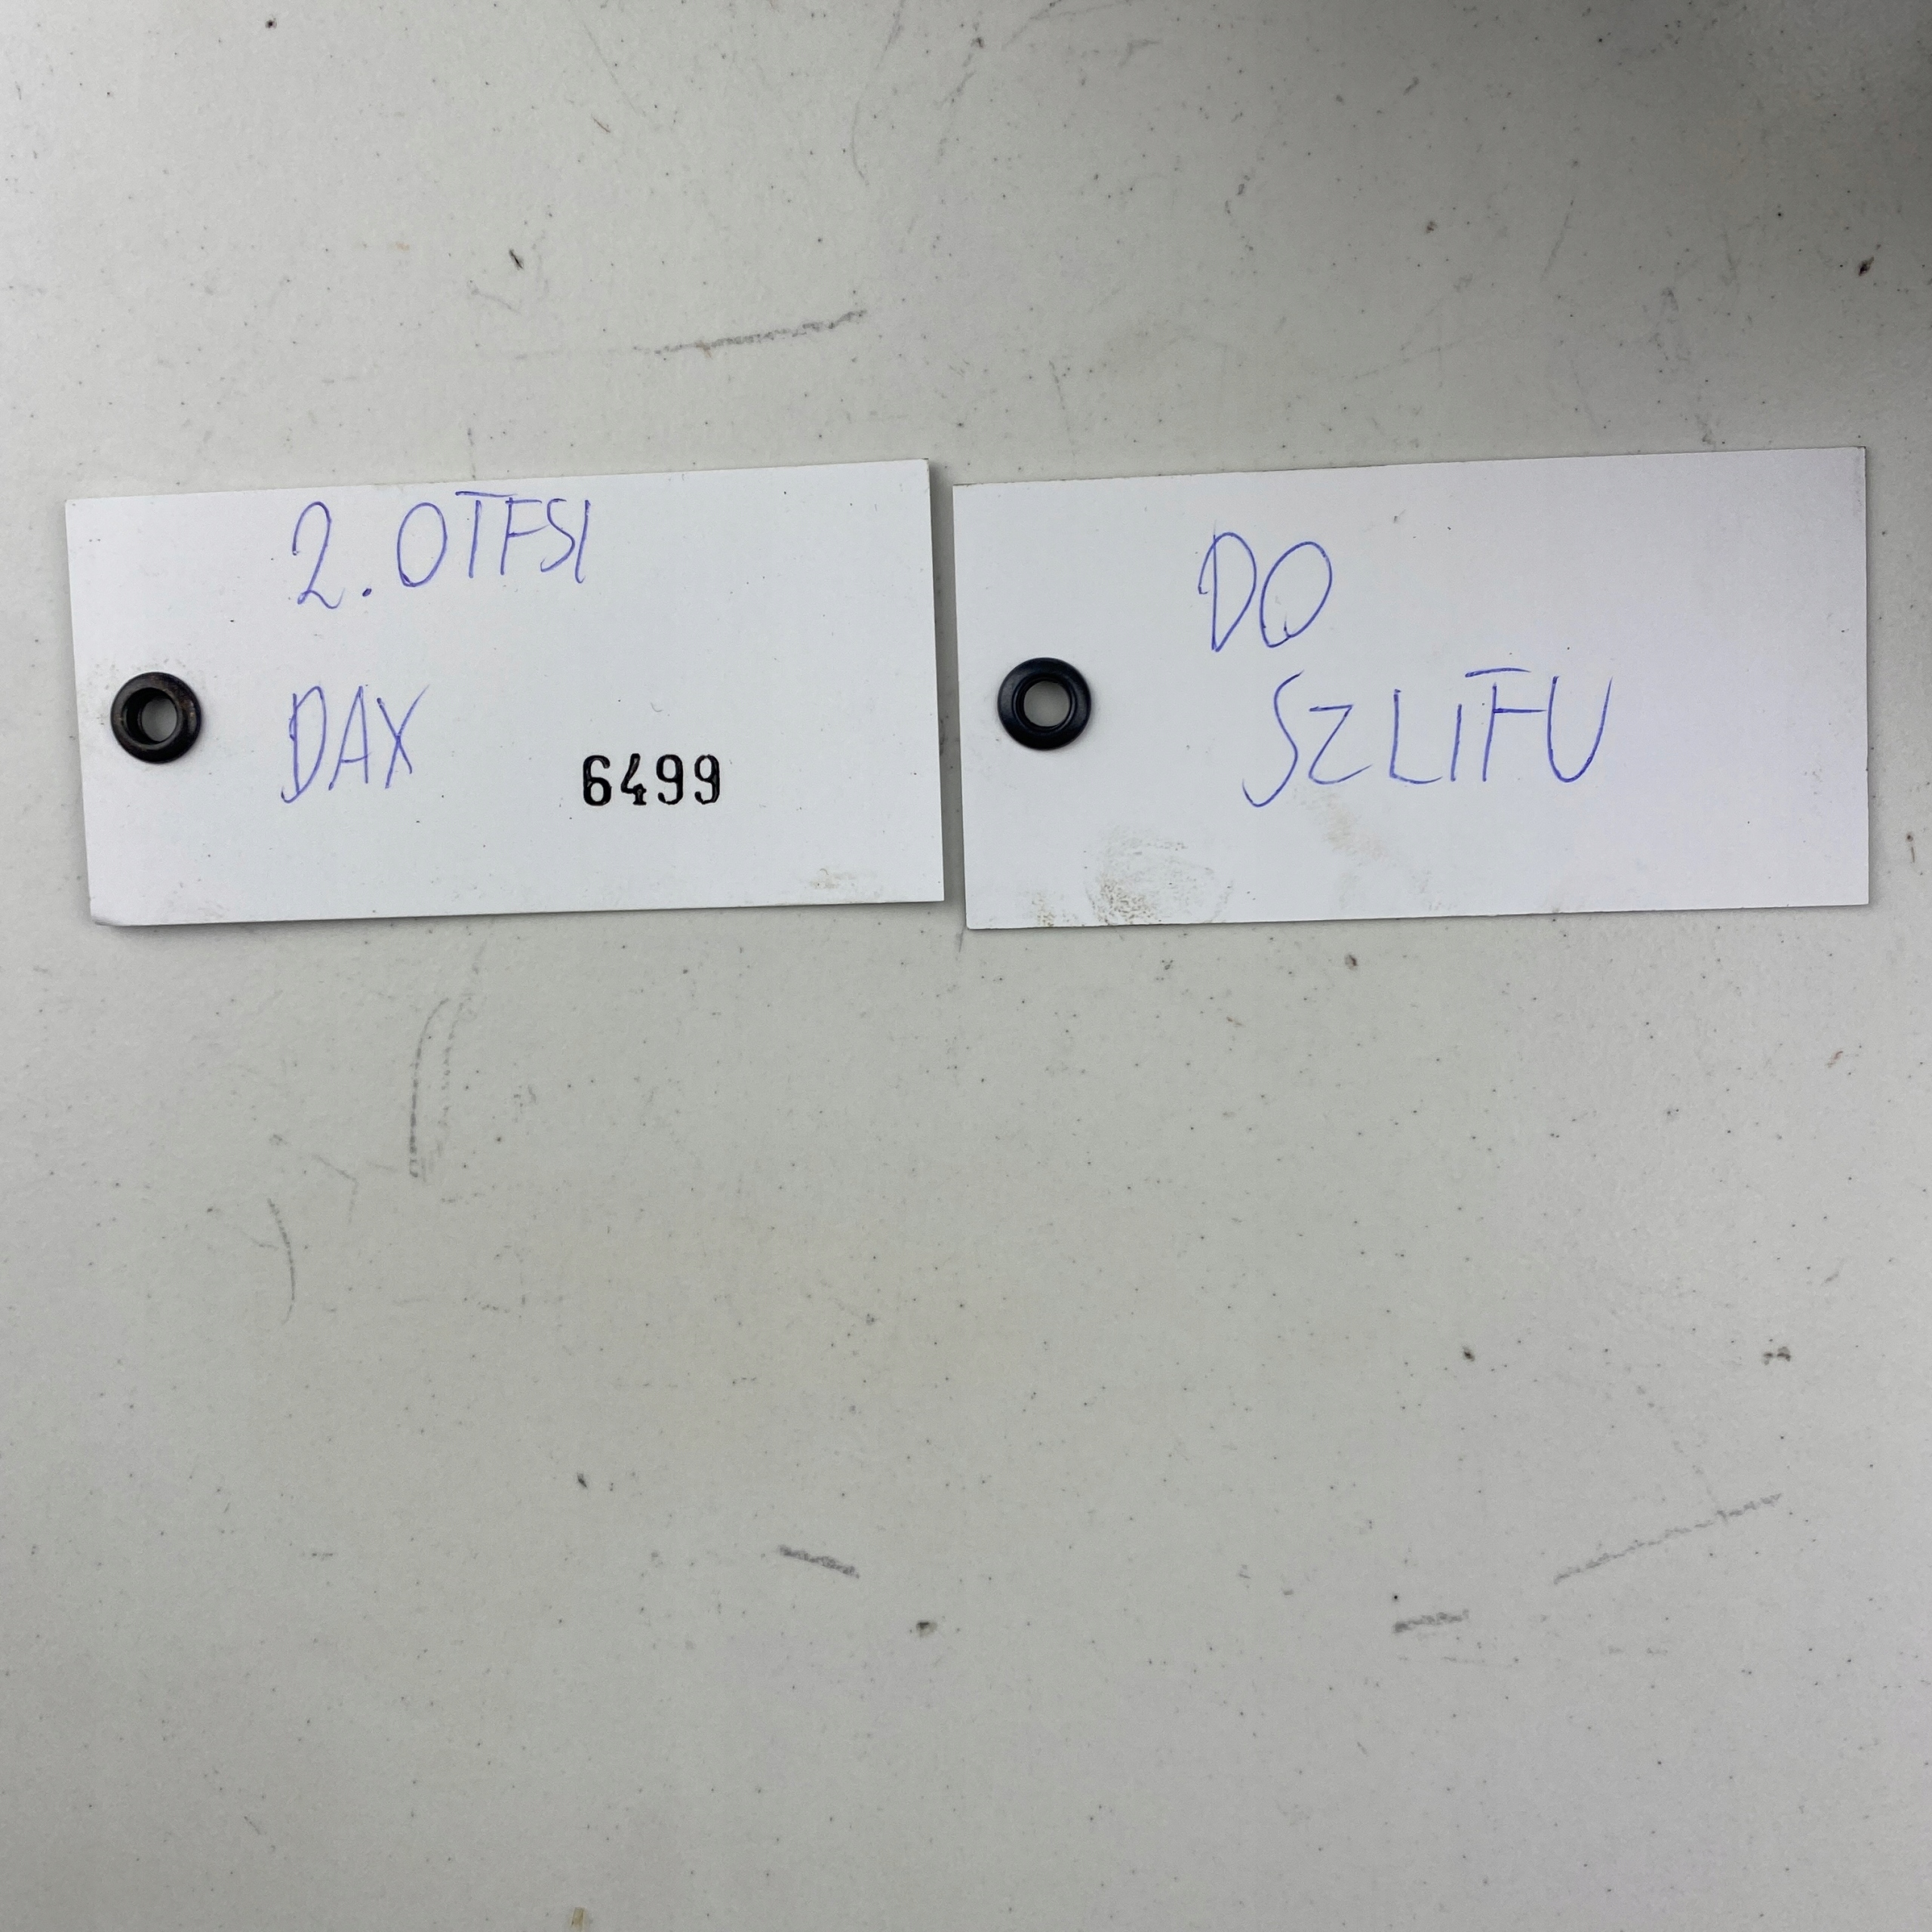 2.0TFSI
DAX
6499
DO
SZLIFU